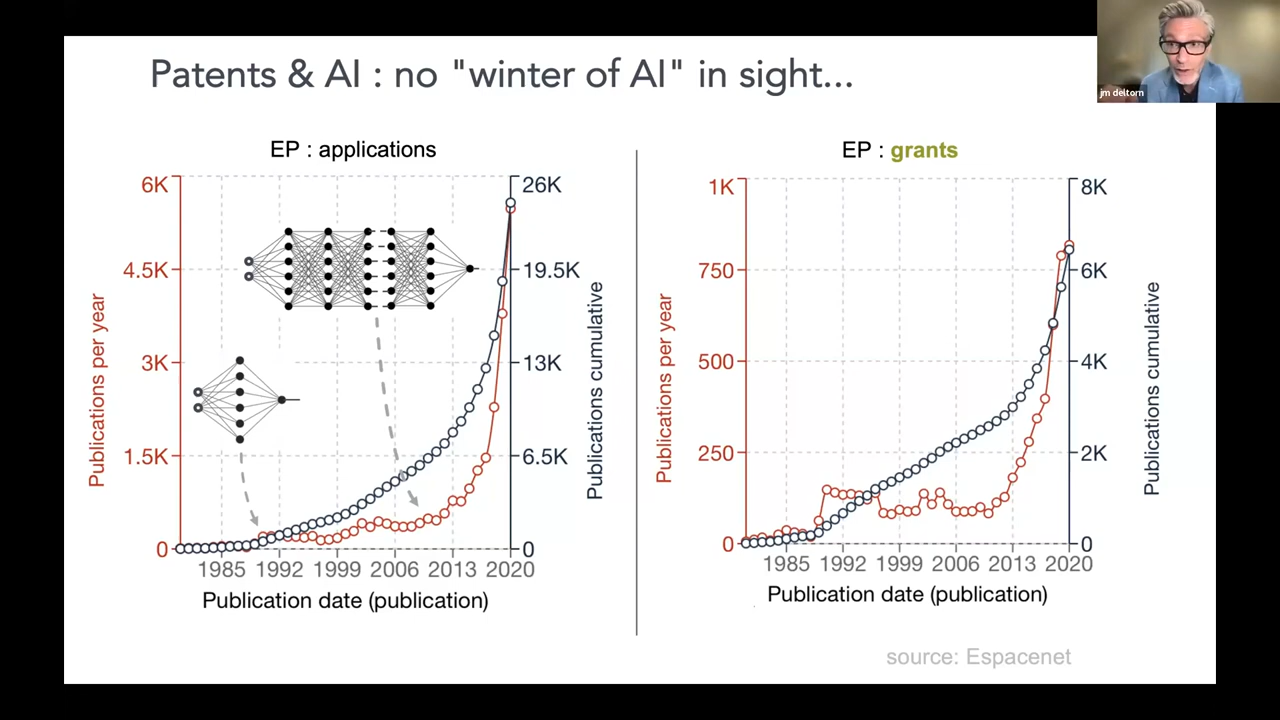 Patents & AI : no "winter of AI" in sight...
jm deltorn
EP : applications
6K
4.5K
3K
1.5K
0
Publications per year
26K
19.5K
13K
6.5K
0
Publications cumulative
1985 1992 1999 2006 2013 2020
Publication date (publication)
EP : grants
1K
750
500
250
0
Publications per year
8K
6K
4K
2K
0
Publications cumulative
1985 1992 1999 2006 2013 2020
Publication date (publication)
source: Espacenet